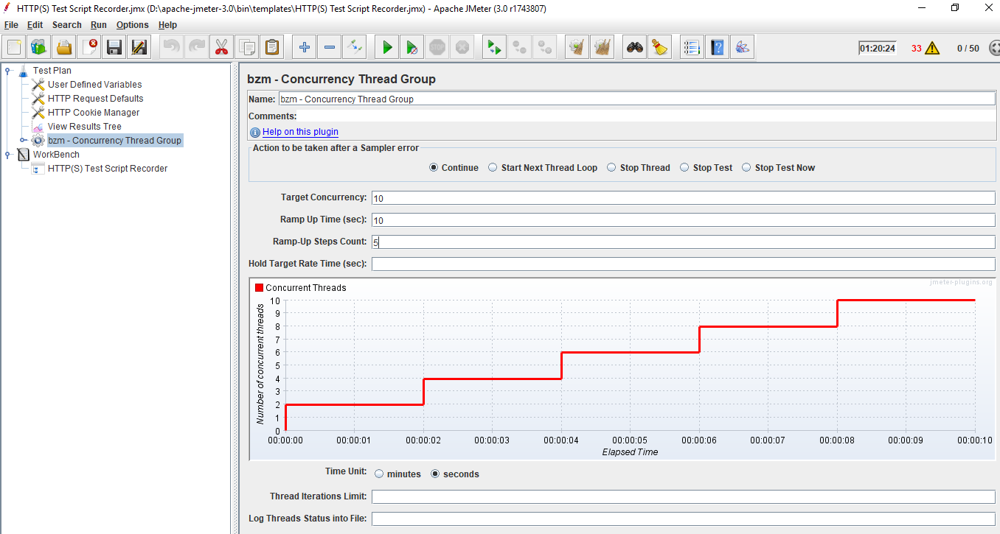 HTTP(S) Test Script Recorder.jmx (D:\apache-jmeter-3.0\bin\templates\HTTP(S) Test Script Recorder.jmx) - Apache JMeter (3.0 r1743807)
File Edit Search Run Options Help
STOP 01:20:24 33 0 / 50
Test Plan
User Defined Variables
HTTP Request Defaults
HTTP Cookie Manager
View Results Tree
bzm - Concurrency Thread Group
WorkBench
HTTP(S) Test Script Recorder
bzm - Concurrency Thread Group
Name: bzm - Concurrency Thread Group
Comments:
Help on this plugin
Action to be taken after a Sampler error
Continue Start Next Thread Loop Stop Thread Stop Test Stop Test Now
Target Concurrency: 10
Ramp Up Time (sec): 10
Ramp-Up Steps Count: 5
Hold Target Rate Time (sec):
jmeter-plugins.org
Concurrent Threads
Number of concurrent threads
10
9
8
7
6
5
4
3
2
1
0
00:00:00 00:00:01 00:00:02 00:00:03 00:00:04 00:00:05 00:00:06 00:00:07 00:00:08 00:00:09 00:00:10
Elapsed Time
Time Unit: minutes seconds
Thread Iterations Limit:
Log Threads Status into File: